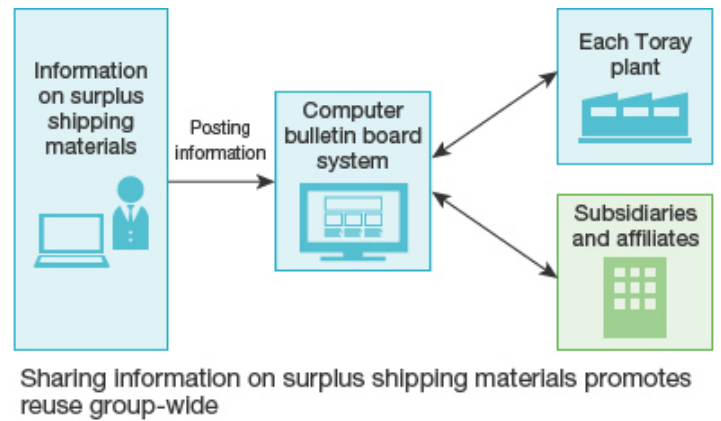 Information
on surplus
shipping
materials
Posting
information
Computer
bulletin board
system
Each Toray
plant
Subsidiaries
and affiliates
Sharing information on surplus shipping materials promotes
reuse group-wide